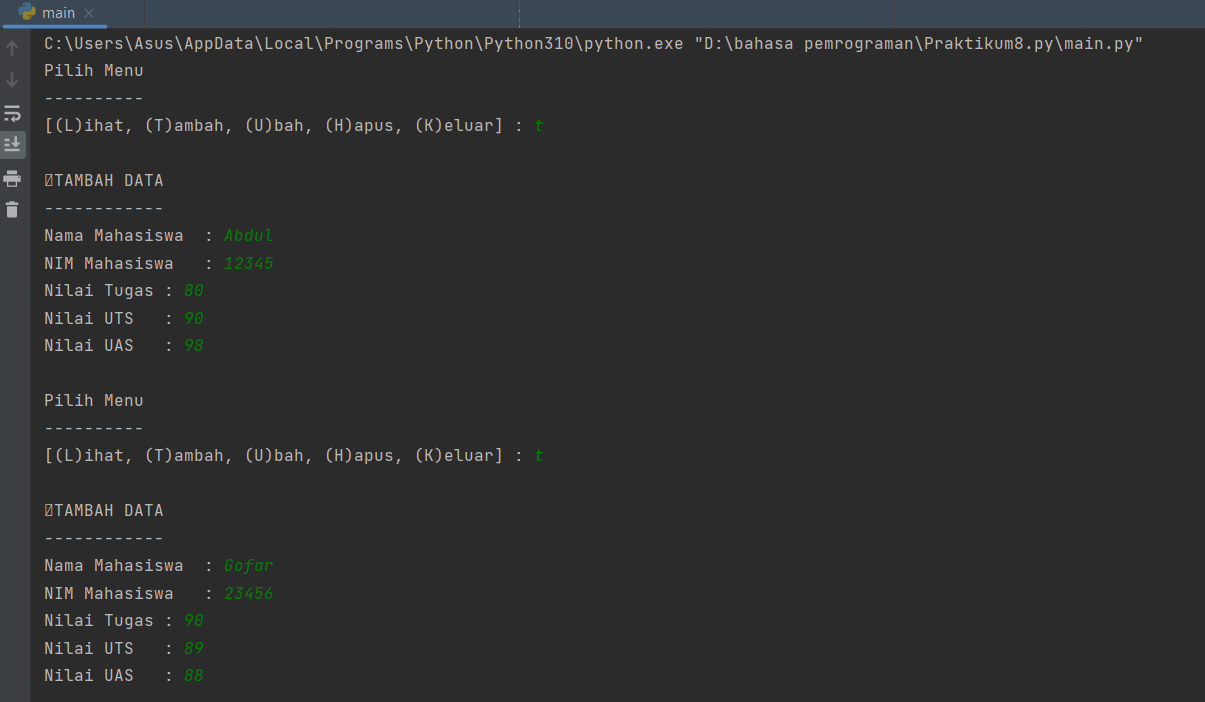 main
C:\Users\Asus\AppData\Local\Programs\Python\Python310\python.exe "D:\bahasa pemrograman\Praktikum8.py\main.py"
Pilih Menu
----------
[(L)ihat, (T)ambah, (U)bah, (H)apus, (K)eluar] : t
TAMBAH DATA
------------
Nama Mahasiswa  : Abdul
NIM Mahasiswa   : 12345
Nilai Tugas : 80
Nilai UTS   : 90
Nilai UAS   : 98
Pilih Menu
----------
[(L)ihat, (T)ambah, (U)bah, (H)apus, (K)eluar] : t
TAMBAH DATA
------------
Nama Mahasiswa  : Gofar
NIM Mahasiswa   : 23456
Nilai Tugas : 90
Nilai UTS   : 89
Nilai UAS   : 88